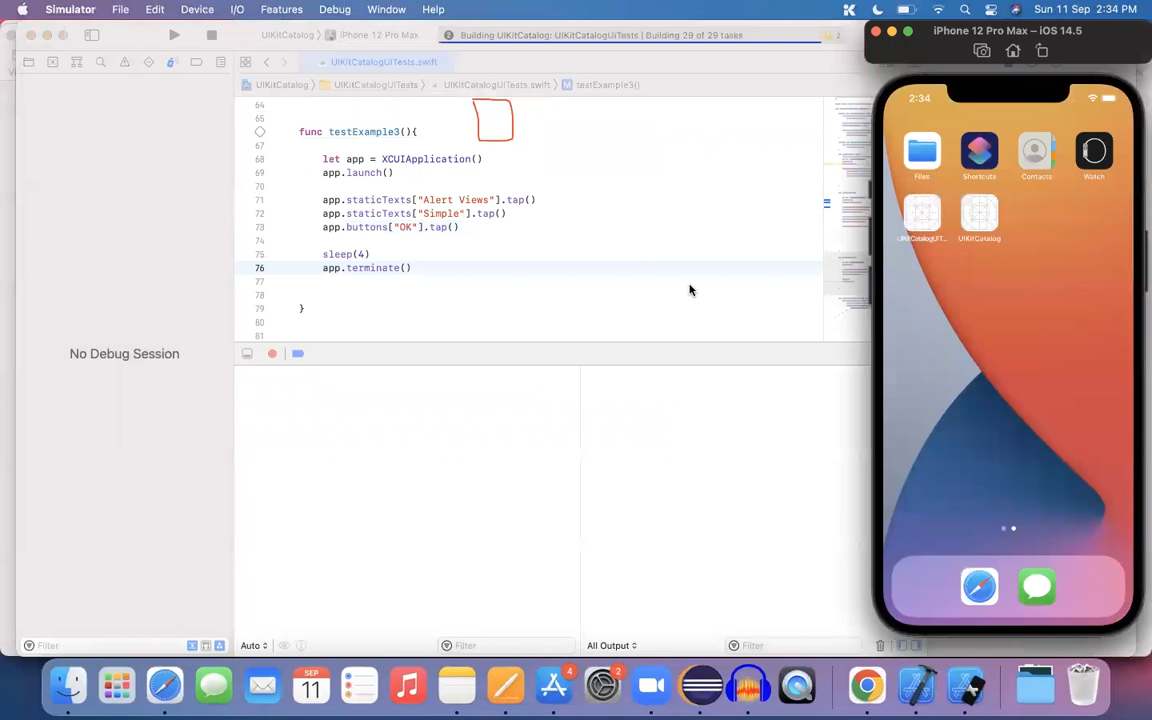 Simulator File Edit Device I/O Features Debug Window Help Sun 11 Sep 2:34 PM
UIKitCatalog iPhone 12 Pro Max 2 Building UIKitCatalog: UIKitCatalogUITests | Building 29 of 29 tasks 2
iPhone 12 Pro Max – iOS 14.5
UIKitCatalogUITests.swift
UIKitCatalog UIKitCatalogUITests UIKitCatalogUITests.swift M testExample3()
64
65
66 func testExample3(){
67
68 let app = XCUIApplication()
69 app.launch()
70
71 app.staticTexts["Alert Views"].tap()
72 app.staticTexts["Simple"].tap()
73 app.buttons["OK"].tap()
74
75 sleep(4)
76 app.terminate()
77
78
79 }
80
81
No Debug Session
2:34
Files Shortcuts Contacts Watch
UIKitCatalogUIT... UIKitCatalog
Filter Auto Filter All Output Filter
SEP
11
4
2